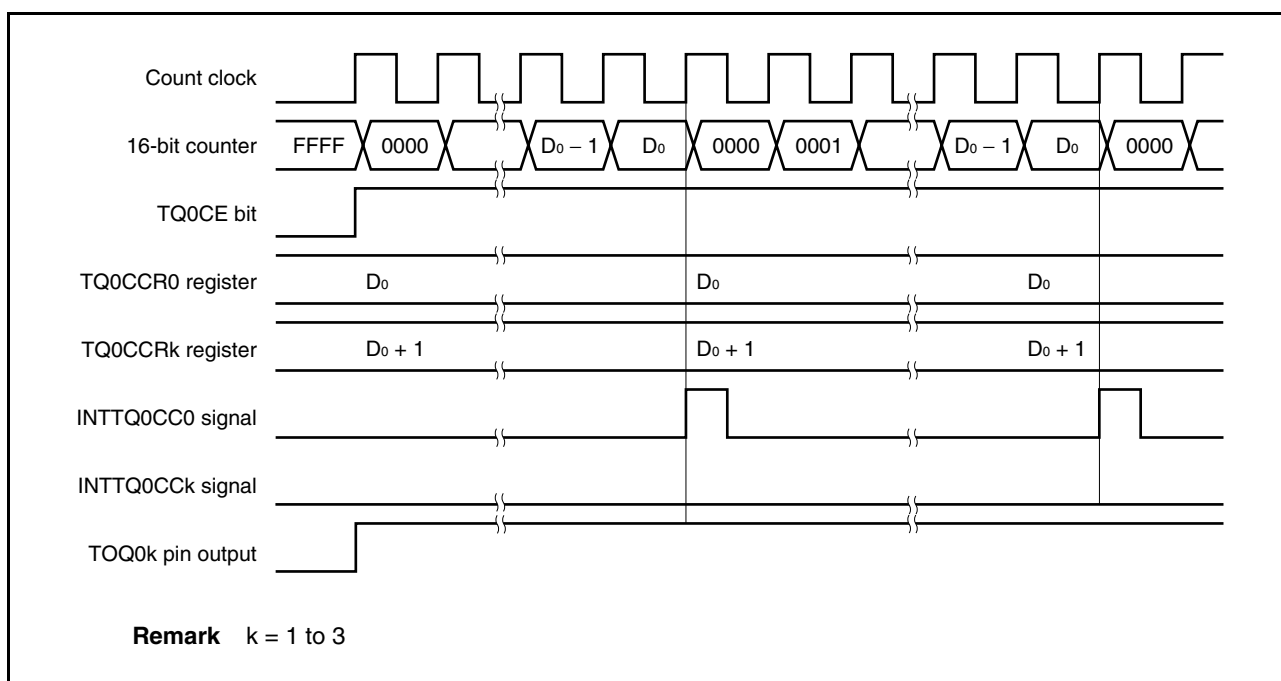 Count clock
16-bit counter FFFF 0000 D₀ − 1 D₀ 0000 0001 D₀ − 1 D₀ 0000
TQ0CE bit
TQ0CCR0 register D₀ D₀ D₀
TQ0CCRk register D₀ + 1 D₀ + 1 D₀ + 1
INTTQ0CC0 signal
INTTQ0CCk signal
TOQ0k pin output
Remark k = 1 to 3